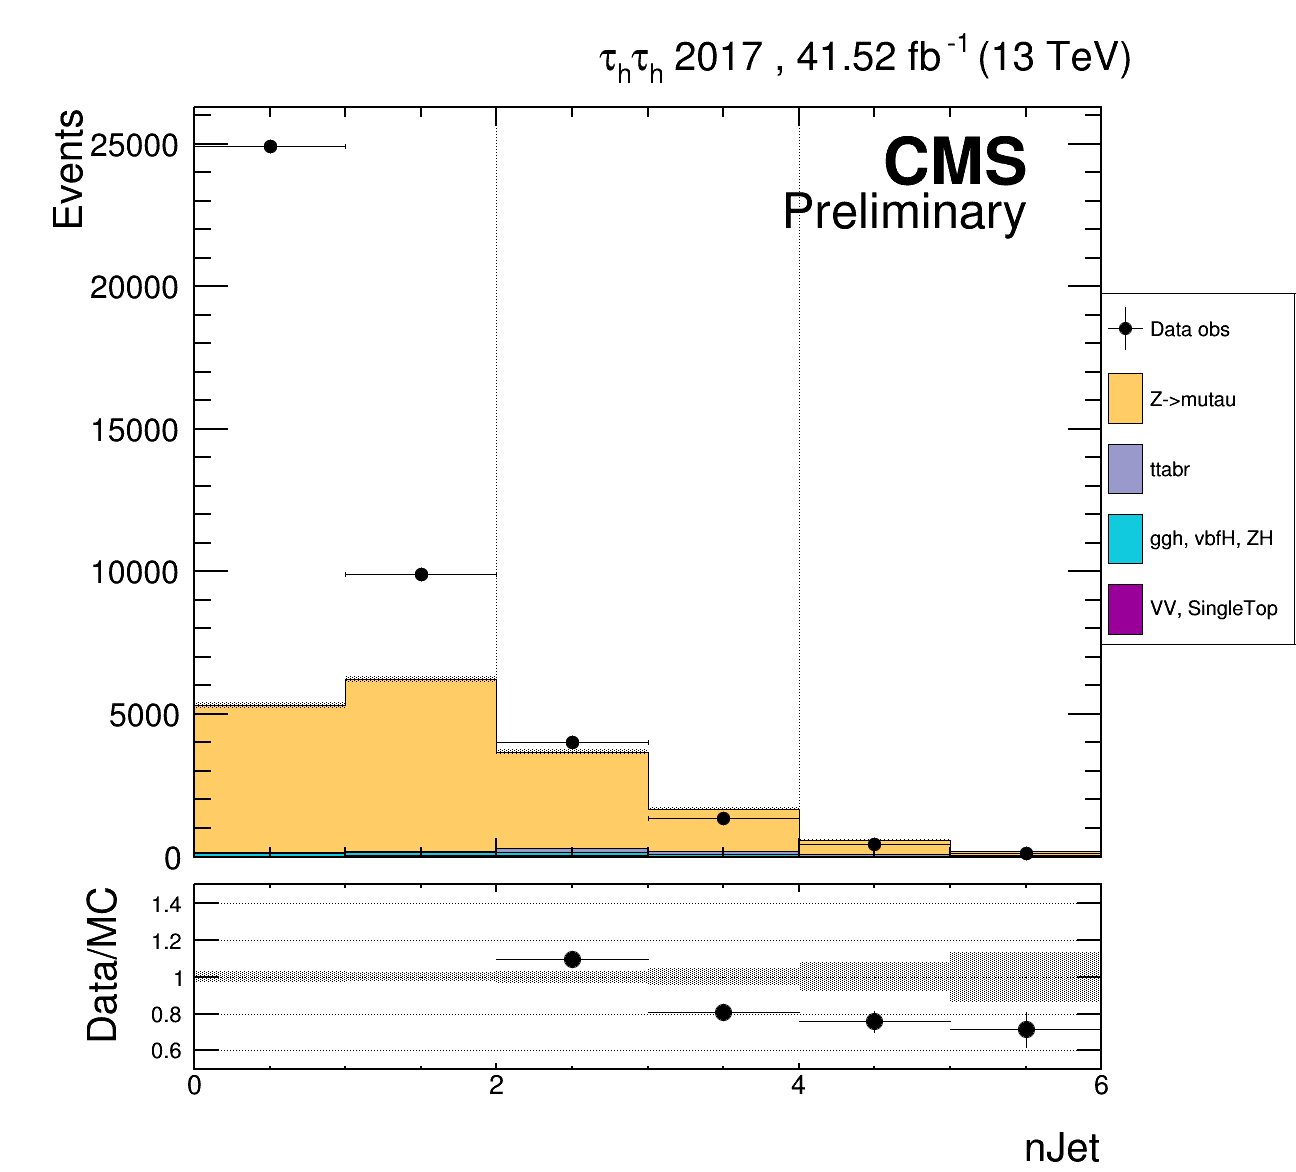 τhτh 2017 , 41.52 fb-1 (13 TeV)
Events
25000
20000
15000
10000
5000
0
CMS
Preliminary
Data obs
Z->mutau
ttabr
ggh, vbfH, ZH
VV, SingleTop
Data/MC
1.4
1.2
1
0.8
0.6
0 2 4 6
nJet